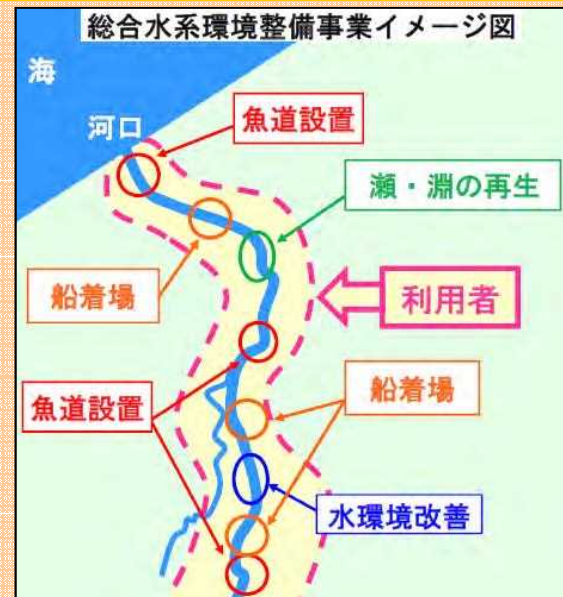 総合水系環境整備事業イメージ図
海
河口
魚道設置
瀬・淵の再生
船着場
利用者
魚道設置
船着場
水環境改善